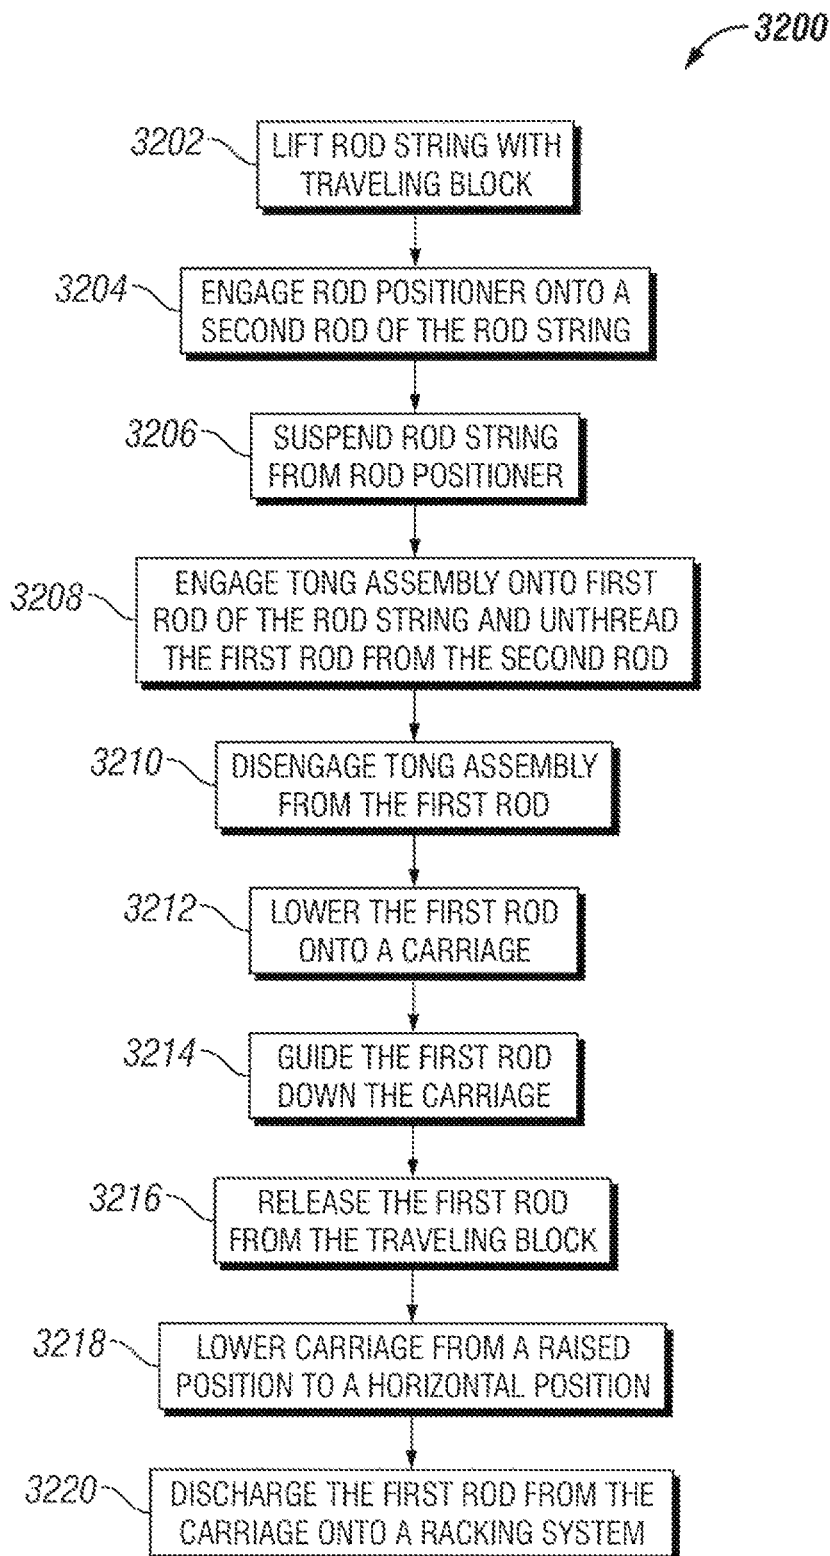 3200
3202
LIFT ROD STRING WITH
TRAVELING BLOCK
3204
ENGAGE ROD POSITIONER ONTO A
SECOND ROD OF THE ROD STRING
3206
SUSPEND ROD STRING
FROM ROD POSITIONER
3208
ENGAGE TONG ASSEMBLY ONTO FIRST
ROD OF THE ROD STRING AND UNTHREAD
THE FIRST ROD FROM THE SECOND ROD
3210
DISENGAGE TONG ASSEMBLY
FROM THE FIRST ROD
3212
LOWER THE FIRST ROD
ONTO A CARRIAGE
3214
GUIDE THE FIRST ROD
DOWN THE CARRIAGE
3216
RELEASE THE FIRST ROD
FROM THE TRAVELING BLOCK
3218
LOWER CARRIAGE FROM A RAISED
POSITION TO A HORIZONTAL POSITION
3220
DISCHARGE THE FIRST ROD FROM THE
CARRIAGE ONTO A RACKING SYSTEM